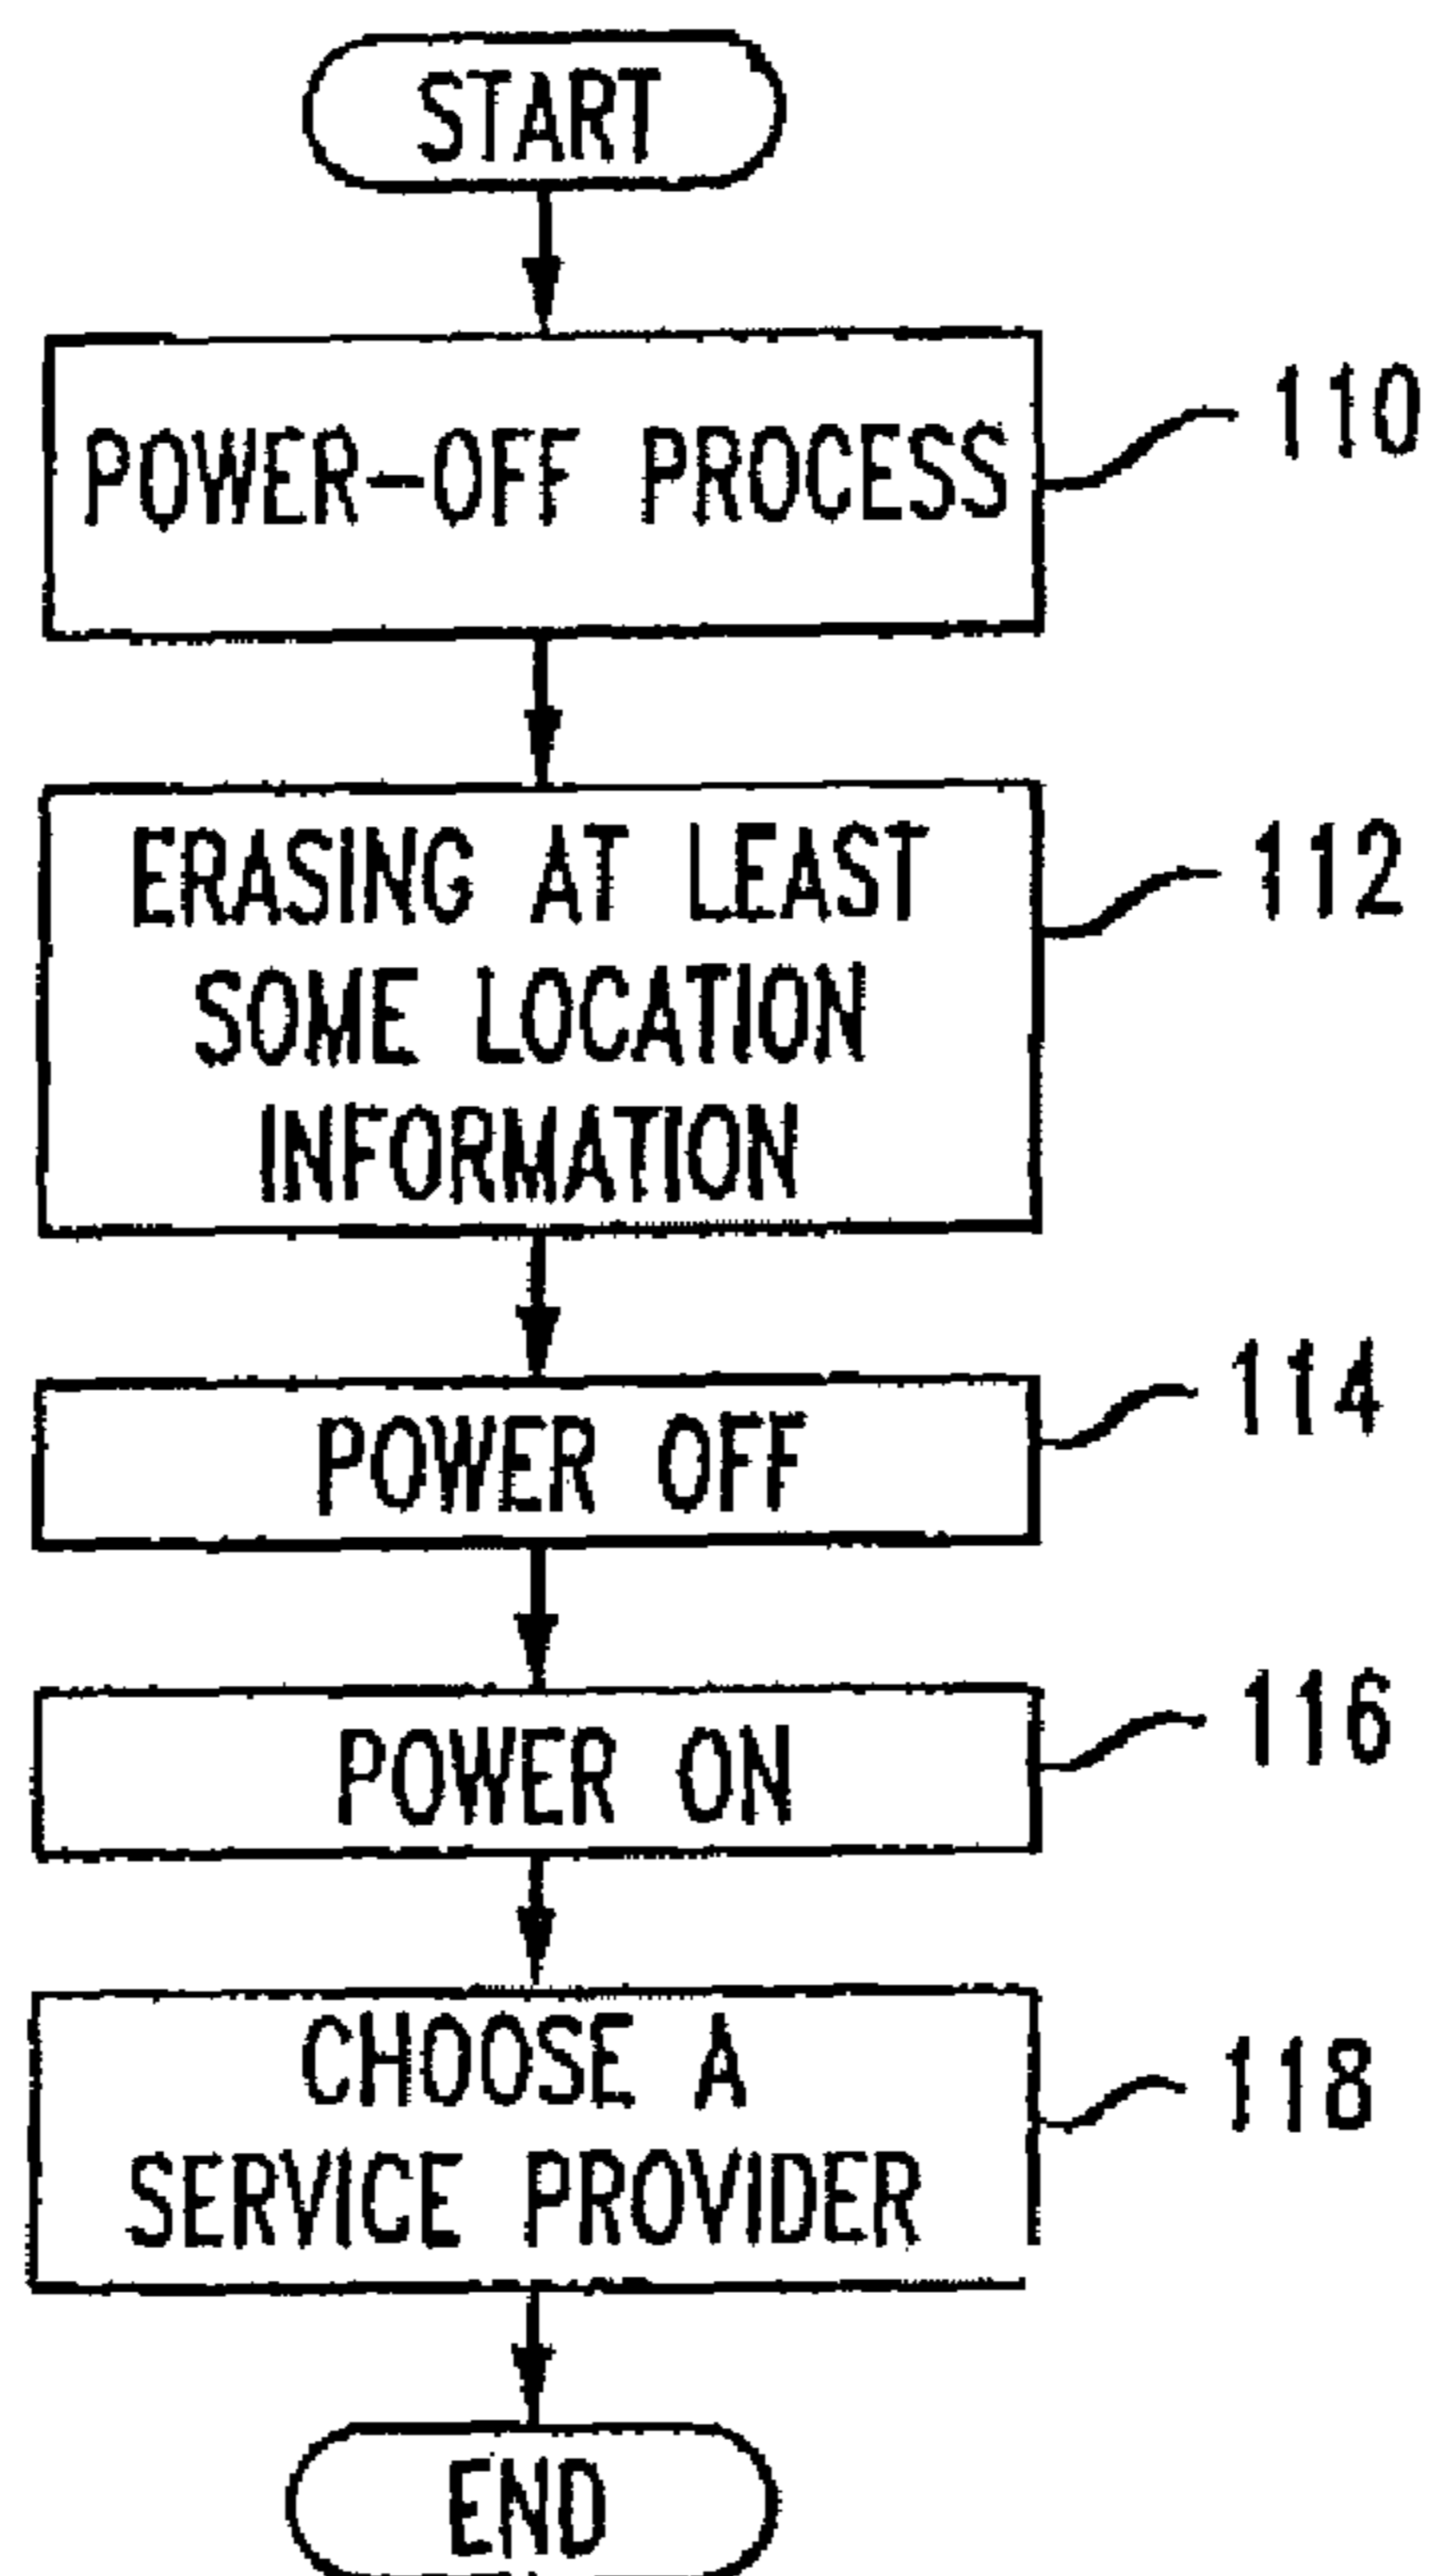 START
POWER-OFF PROCESS
110
ERASING AT LEAST
SOME LOCATION
INFORMATION
112
POWER OFF
114
POWER ON
116
CHOOSE A
SERVICE PROVIDER
118
END